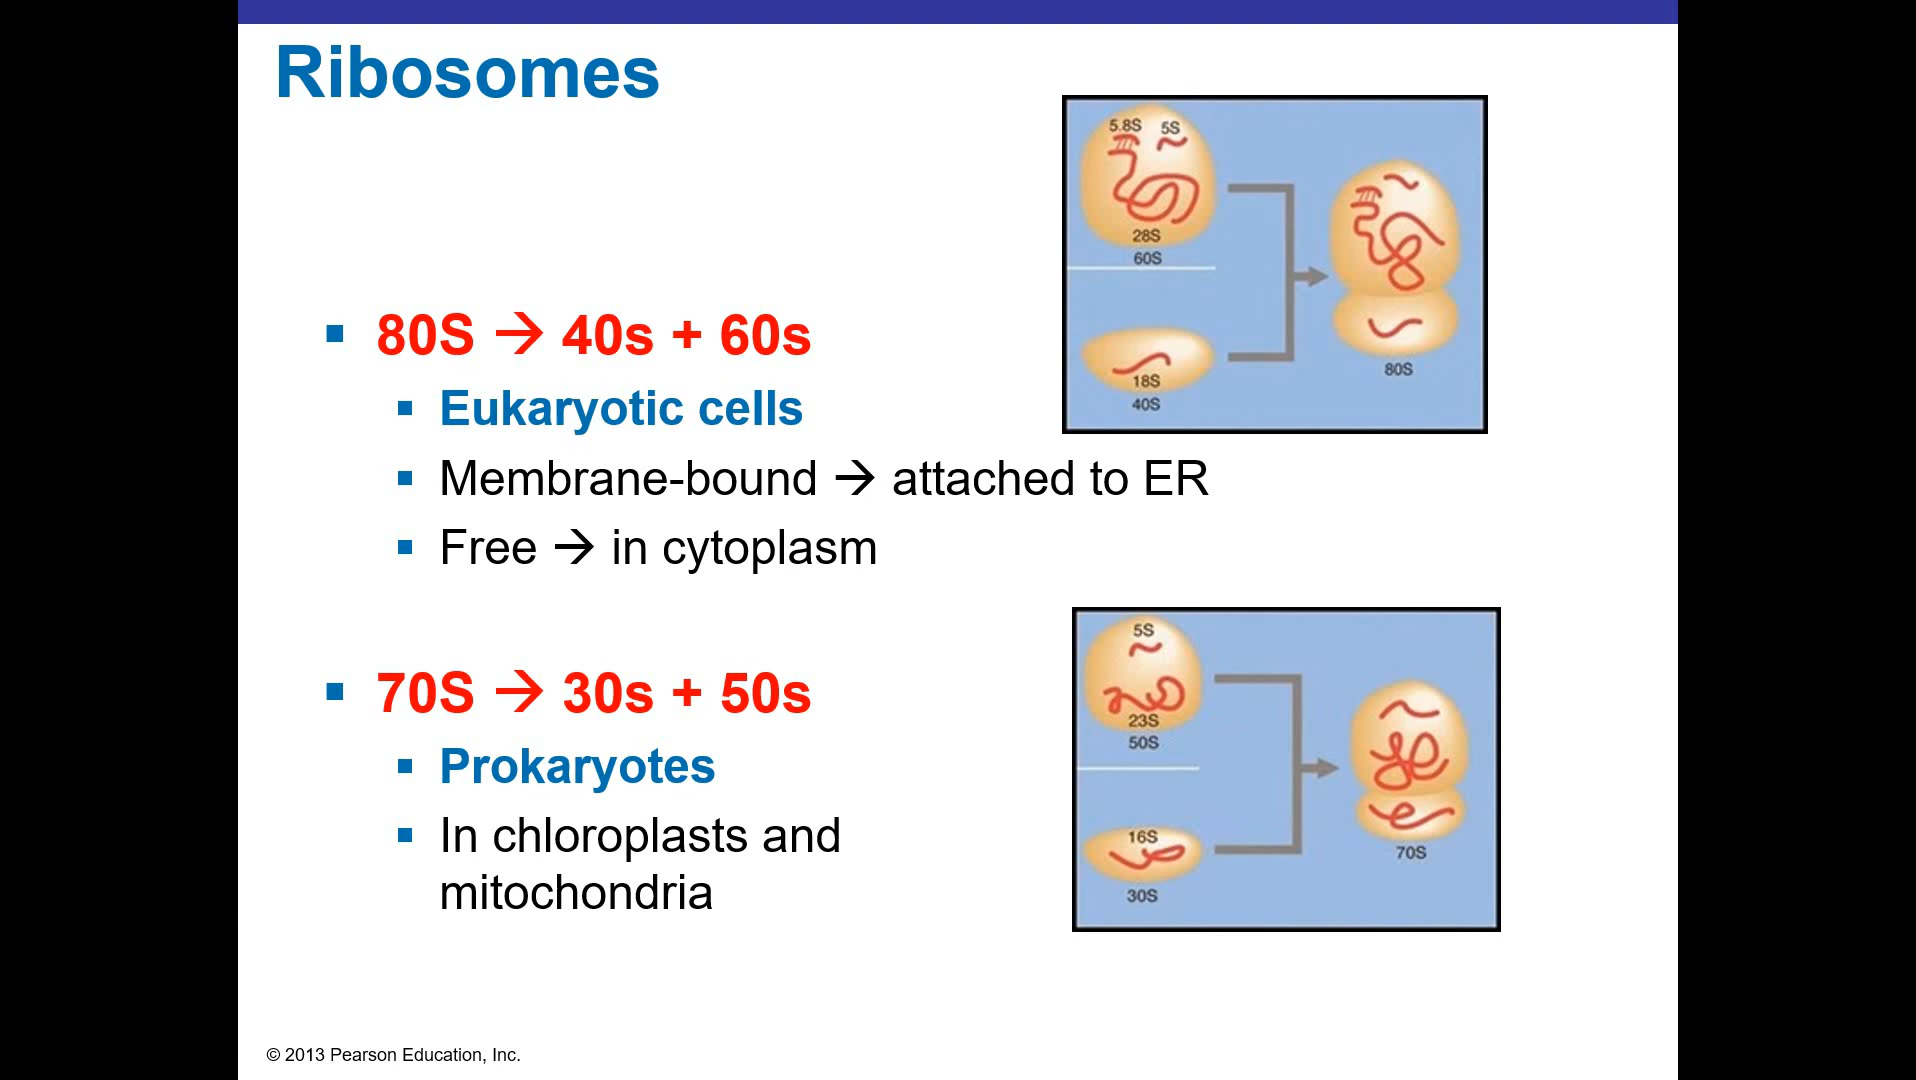 Ribosomes
5.8S 5S
28S
60S
18S
40S
80S
80S → 40s + 60s
Eukaryotic cells
Membrane-bound → attached to ER
Free → in cytoplasm
5S
23S
50S
16S
30S
70S
70S → 30s + 50s
Prokaryotes
In chloroplasts and
mitochondria
© 2013 Pearson Education, Inc.